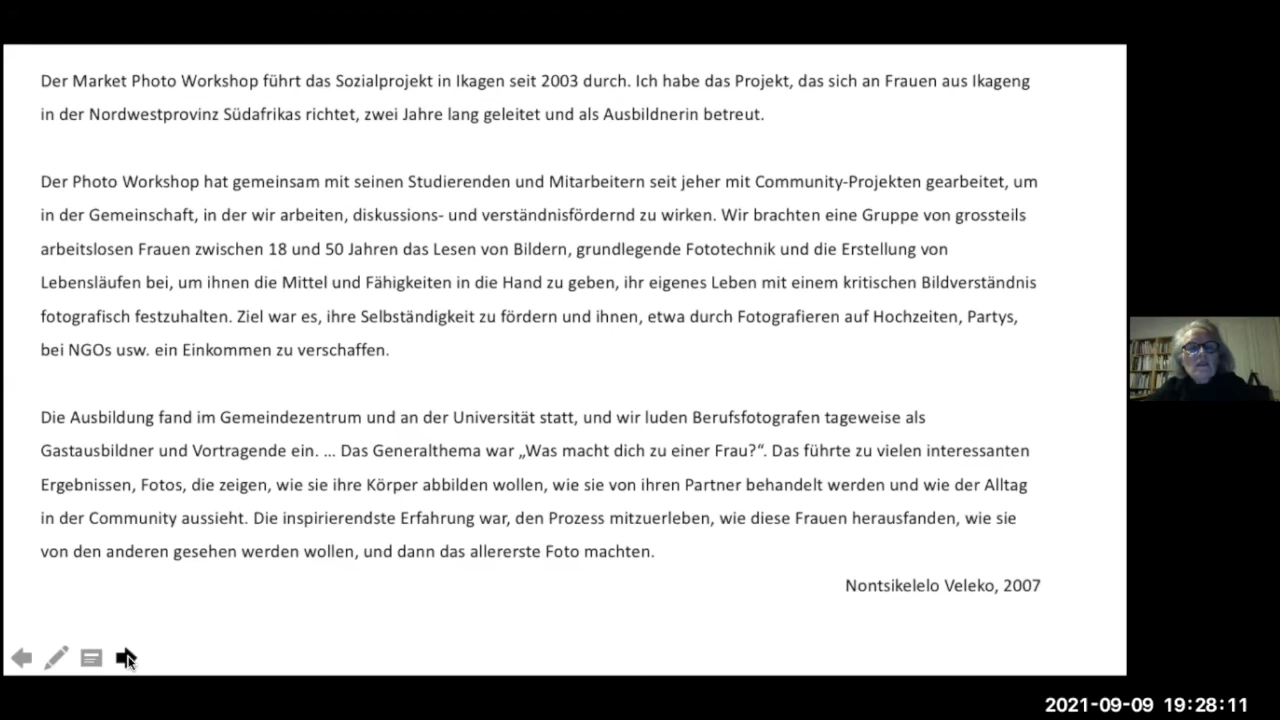 Der Market Photo Workshop führt das Sozialprojekt in Ikagen seit 2003 durch. Ich habe das Projekt, das sich an Frauen aus Ikageng
in der Nordwestprovinz Südafrikas richtet, zwei Jahre lang geleitet und als Ausbildnerin betreut.
Der Photo Workshop hat gemeinsam mit seinen Studierenden und Mitarbeitern seit jeher mit Community-Projekten gearbeitet, um
in der Gemeinschaft, in der wir arbeiten, diskussions- und verständnisfördernd zu wirken. Wir brachten eine Gruppe von grossteils
arbeitslosen Frauen zwischen 18 und 50 Jahren das Lesen von Bildern, grundlegende Fototechnik und die Erstellung von
Lebensläufen bei, um ihnen die Mittel und Fähigkeiten in die Hand zu geben, ihr eigenes Leben mit einem kritischen Bildverständnis
fotografisch festzuhalten. Ziel war es, ihre Selbständigkeit zu fördern und ihnen, etwa durch Fotografieren auf Hochzeiten, Partys,
bei NGOs usw. ein Einkommen zu verschaffen.
Die Ausbildung fand im Gemeindezentrum und an der Universität statt, und wir luden Berufsfotografen tageweise als
Gastausbildner und Vortragende ein. ... Das Generalthema war „Was macht dich zu einer Frau?“. Das führte zu vielen interessanten
Ergebnissen, Fotos, die zeigen, wie sie ihre Körper abbilden wollen, wie sie von ihren Partner behandelt werden und wie der Alltag
in der Community aussieht. Die inspirierendste Erfahrung war, den Prozess mitzuerleben, wie diese Frauen herausfanden, wie sie
von den anderen gesehen werden wollen, und dann das allererste Foto machten.
Nontsikelelo Veleko, 2007
2021-09-09 19:28:11